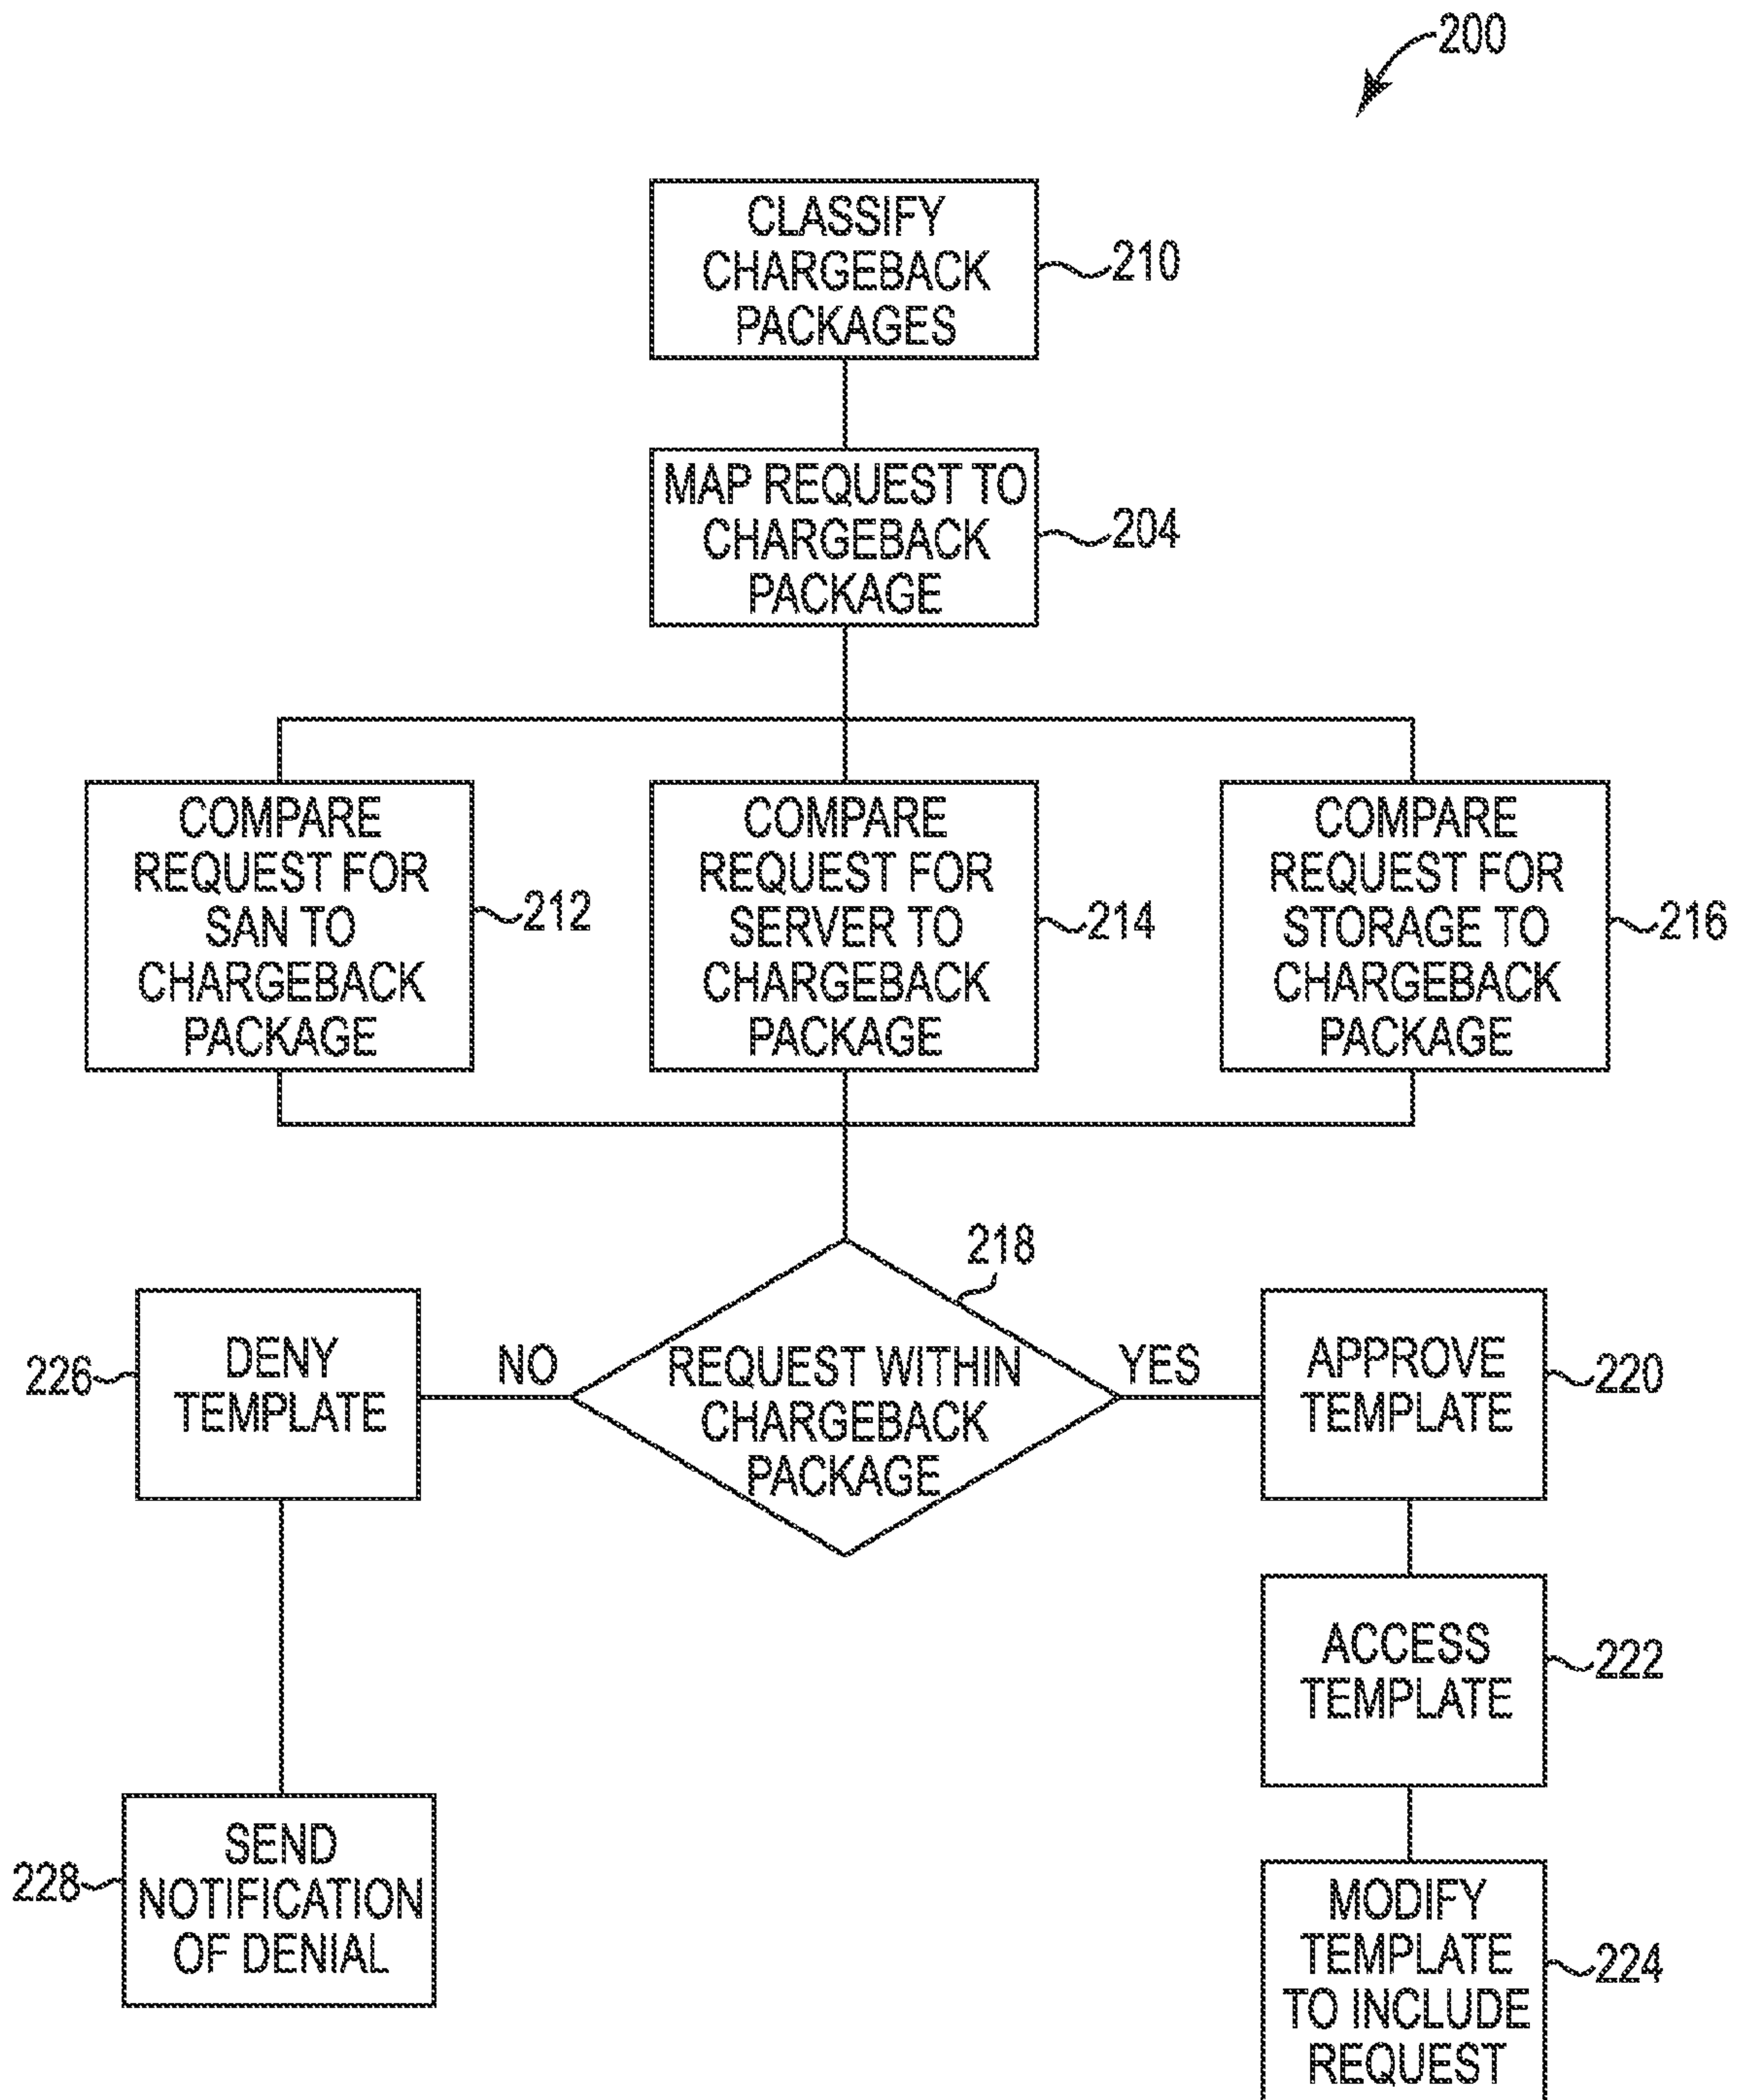 200
CLASSIFY
CHARGEBACK
PACKAGES
210
MAP REQUEST TO
CHARGEBACK
PACKAGE
204
COMPARE
REQUEST FOR
SAN TO
CHARGEBACK
PACKAGE
212
COMPARE
REQUEST FOR
SERVER TO
CHARGEBACK
PACKAGE
214
COMPARE
REQUEST FOR
STORAGE TO
CHARGEBACK
PACKAGE
216
218
REQUEST WITHIN
CHARGEBACK
PACKAGE
NO
YES
226
DENY
TEMPLATE
APPROVE
TEMPLATE
220
ACCESS
TEMPLATE
222
228
SEND
NOTIFICATION
OF DENIAL
MODIFY
TEMPLATE
TO INCLUDE
REQUEST
224